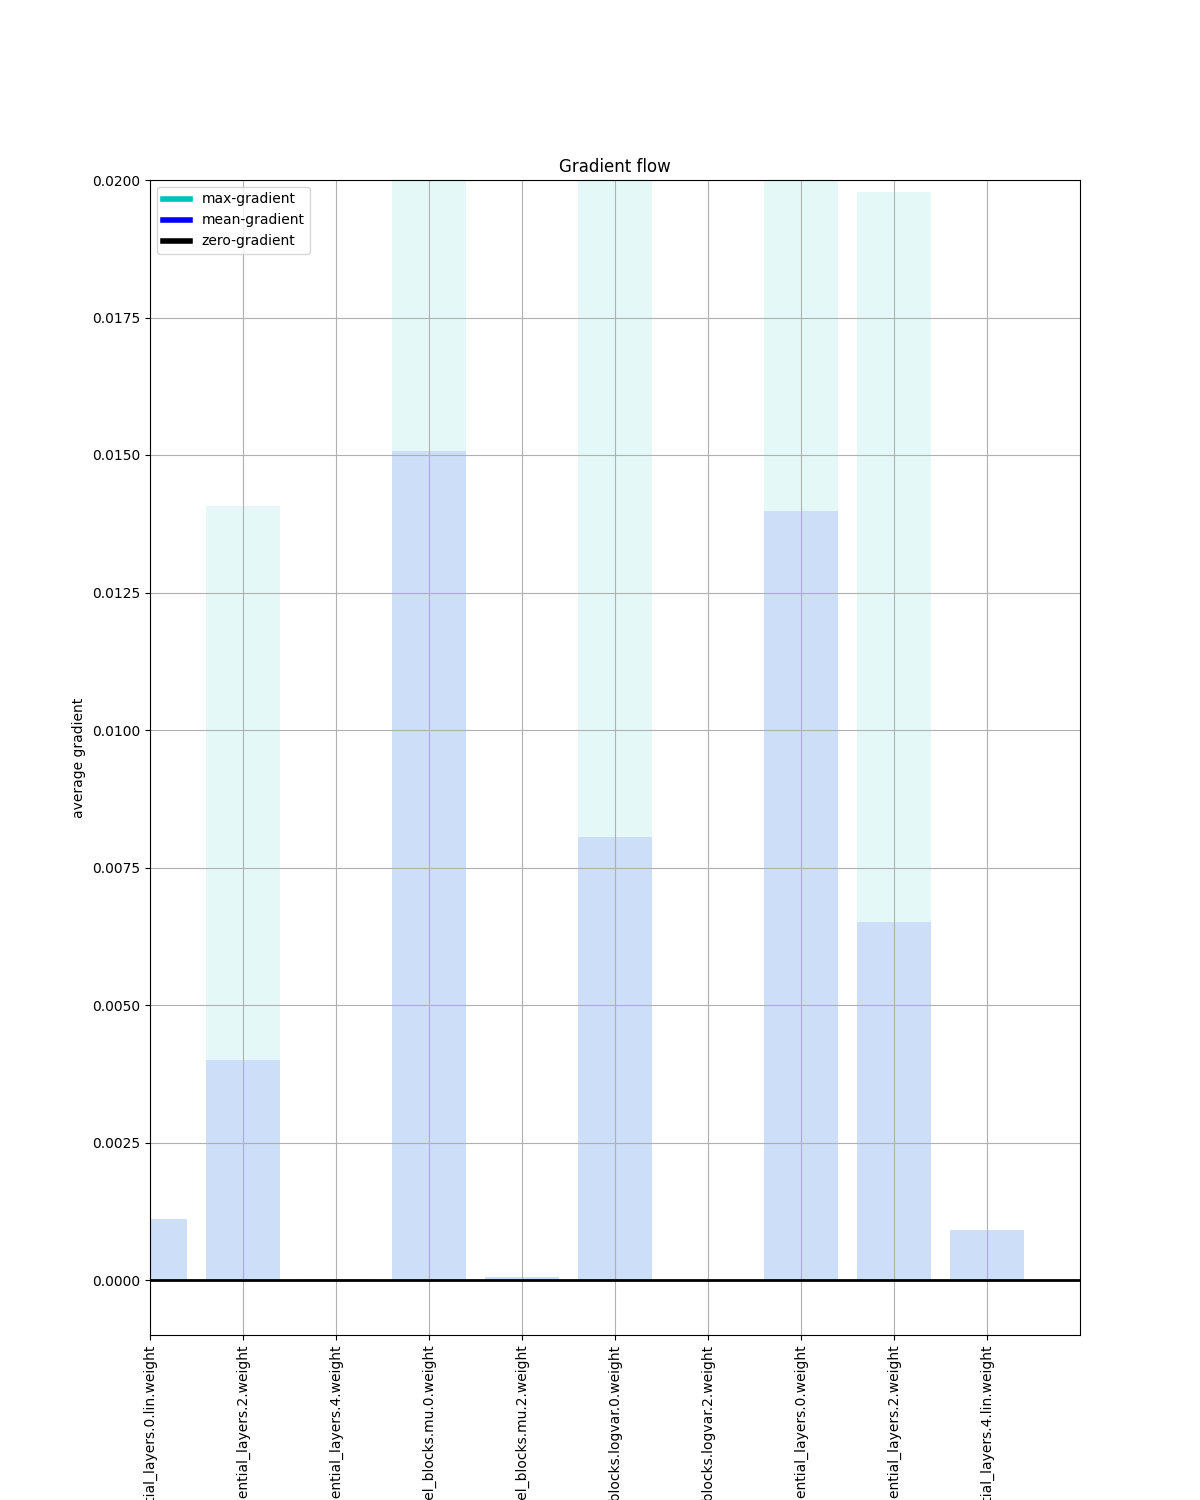 Gradient flow
max-gradient
mean-gradient
zero-gradient
0.0200
0.0175
0.0150
0.0125
0.0100
0.0075
0.0050
0.0025
0.0000
average gradient
tial_layers.0.lin.weight
ential_layers.2.weight
ential_layers.4.weight
el_blocks.mu.0.weight
el_blocks.mu.2.weight
blocks.logvar.0.weight
blocks.logvar.2.weight
ential_layers.0.weight
ential_layers.2.weight
tial_layers.4.lin.weight